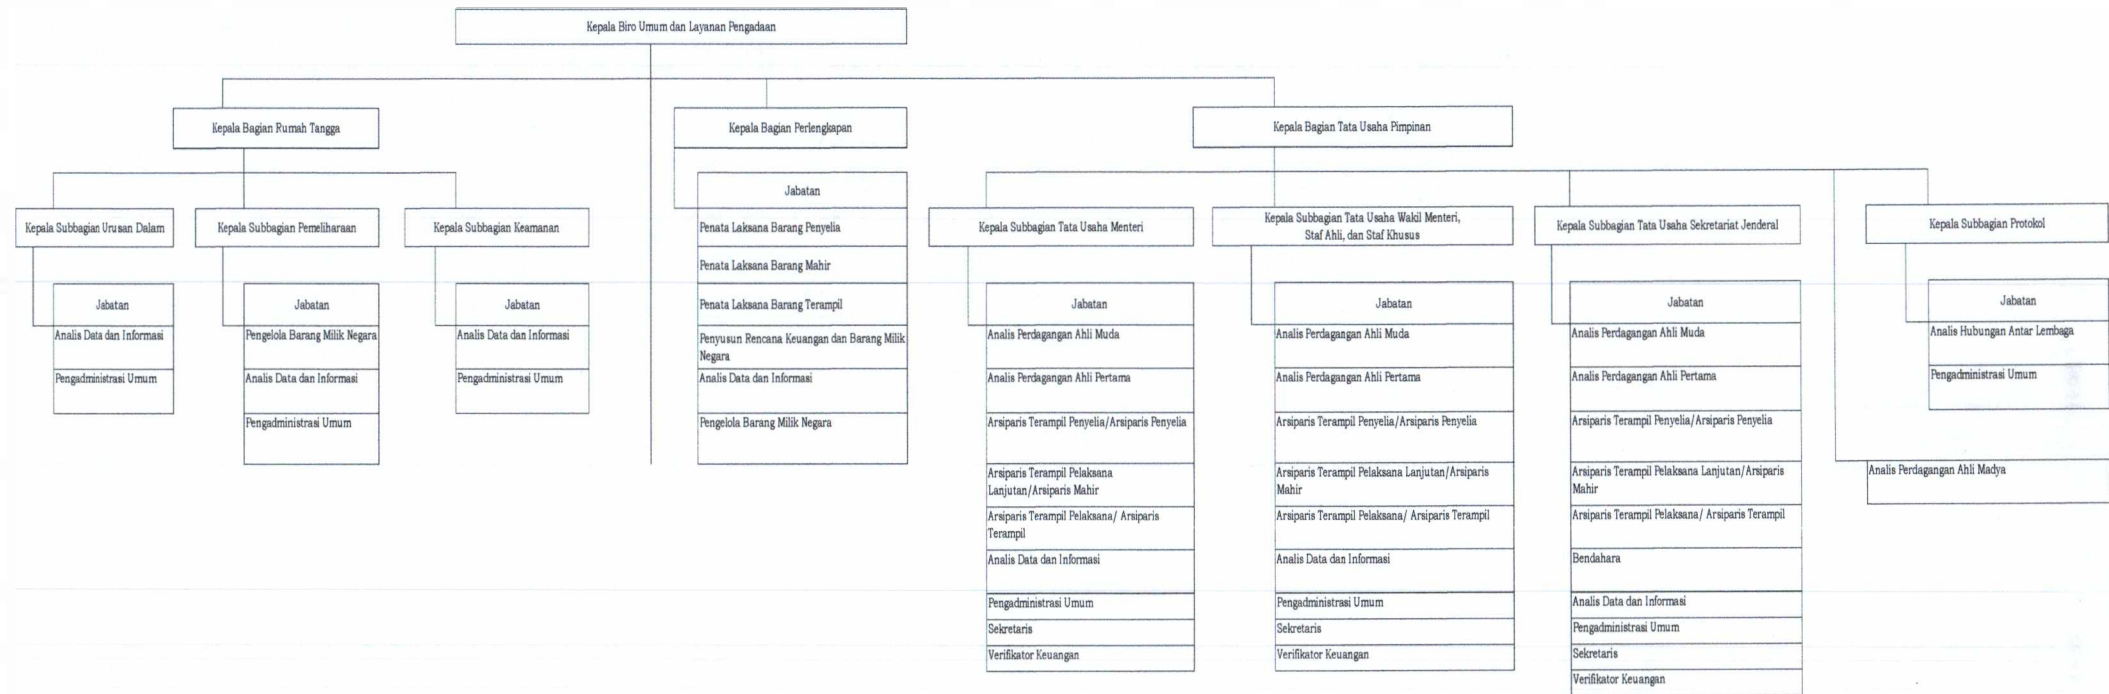 Kepala Biro Umum dan Layanan Pengadaan
Kepala Bagian Rumah Tangga
Kepala Bagian Perlengkapan
Kepala Bagian Tata Usaha Pimpinan
Kepala Subbagian Urusan Dalam
Jabatan
Analis Data dan Informasi
Pengadministrasi Umum
Kepala Subbagian Pemeliharaan
Jabatan
Pengelola Barang Milik Negara
Analis Data dan Informasi
Pengadministrasi Umum
Kepala Subbagian Keamanan
Jabatan
Analis Data dan Informasi
Pengadministrasi Umum
Jabatan
Penata Laksana Barang Penyelia
Penata Laksana Barang Mahir
Penata Laksana Barang Terampil
Penyusun Rencana Keuangan dan Barang Milik
Negara
Analis Data dan Informasi
Pengelola Barang Milik Negara
Kepala Subbagian Tata Usaha Menteri
Jabatan
Analis Perdagangan Ahli Muda
Analis Perdagangan Ahli Pertama
Arsiparis Terampil Penyelia/Arsiparis Penyelia
Arsiparis Terampil Pelaksana
Lanjutan/Arsiparis Mahir
Arsiparis Terampil Pelaksana/ Arsiparis
Terampil
Analis Data dan Informasi
Pengadministrasi Umum
Sekretaris
Verifikator Keuangan
Kepala Subbagian Tata Usaha Wakil Menteri,
Staf Ahli, dan Staf Khusus
Jabatan
Analis Perdagangan Ahli Muda
Analis Perdagangan Ahli Pertama
Arsiparis Terampil Penyelia/Arsiparis Penyelia
Arsiparis Terampil Pelaksana Lanjutan/Arsiparis
Mahir
Arsiparis Terampil Pelaksana/ Arsiparis Terampil
Analis Data dan Informasi
Pengadministrasi Umum
Sekretaris
Verifikator Keuangan
Kepala Subbagian Tata Usaha Sekretariat Jenderal
Jabatan
Analis Perdagangan Ahli Muda
Analis Perdagangan Ahli Pertama
Arsiparis Terampil Penyelia/Arsiparis Penyelia
Arsiparis Terampil Pelaksana Lanjutan/Arsiparis
Mahir
Arsiparis Terampil Pelaksana/ Arsiparis Terampil
Bendahara
Analis Data dan Informasi
Pengadministrasi Umum
Sekretaris
Verifikator Keuangan
Kepala Subbagian Protokol
Jabatan
Analis Hubungan Antar Lembaga
Pengadministrasi Umum
Analis Perdagangan Ahli Madya